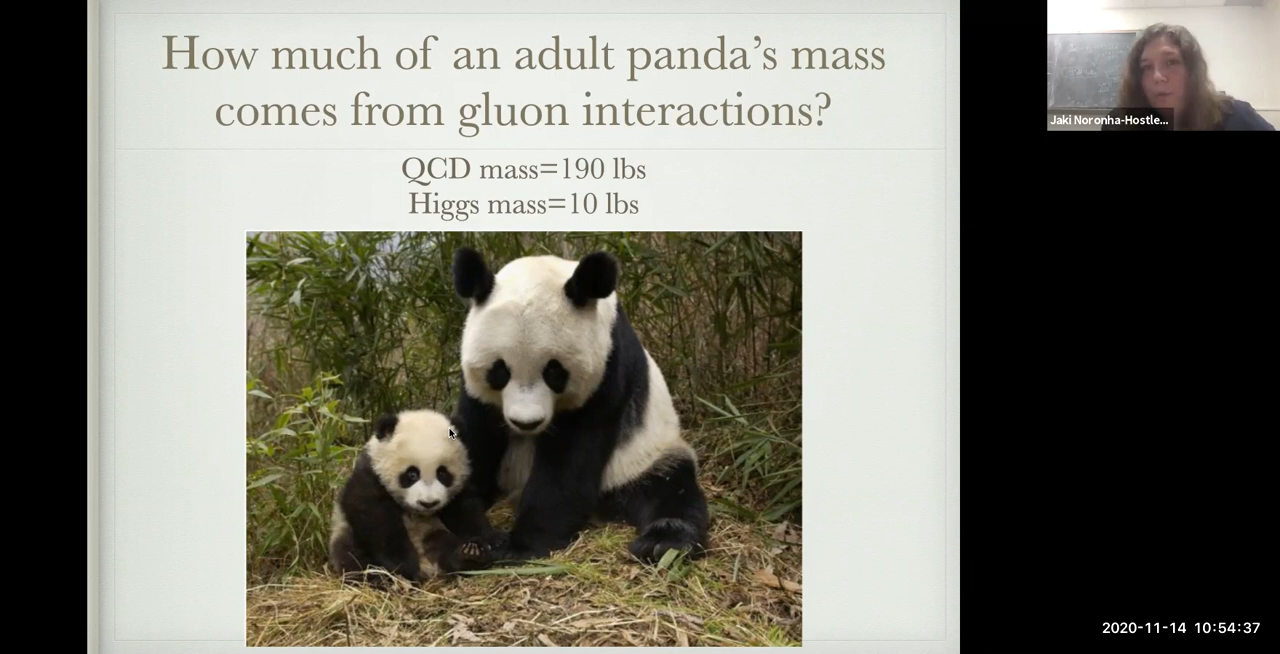 How much of an adult panda's mass
comes from gluon interactions?
QCD mass=190 lbs
Higgs mass=10 lbs
Jaki Noronha-Hostle...
2020-11-14 10:54:37